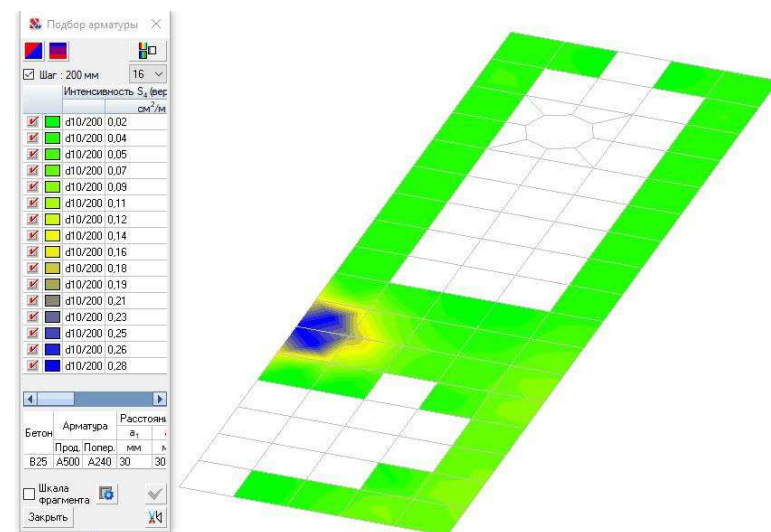 Подбор арматуры
Шаг : 200 мм 16
Интенсивность S4 (вер
см²/м
d10/200 0,02
d10/200 0,04
d10/200 0,05
d10/200 0,07
d10/200 0,09
d10/200 0,11
d10/200 0,12
d10/200 0,14
d10/200 0,16
d10/200 0,18
d10/200 0,19
d10/200 0,21
d10/200 0,23
d10/200 0,25
d10/200 0,26
d10/200 0,28
Бетон Арматура Расстояни
a1
Прод. Попер. мм
B25 A500 A240 30 30
Шкала
фрагмента
Закрыть